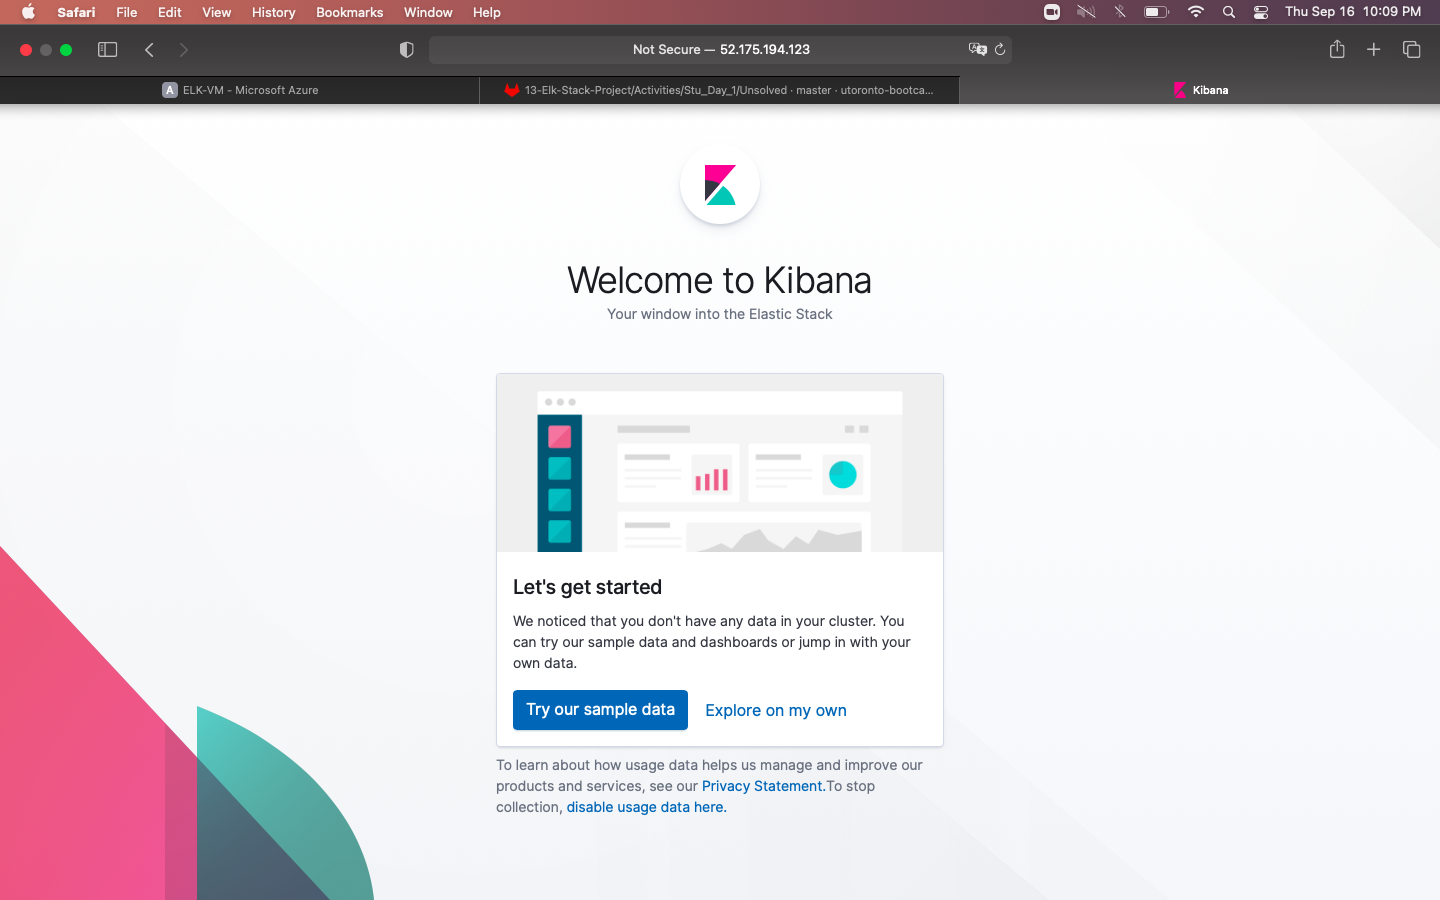 Safari File Edit View History Bookmarks Window Help Thu Sep 16 10:09 PM
Not Secure — 52.175.194.123
A ELK-VM - Microsoft Azure
13-Elk-Stack-Project/Activities/Stu_Day_1/Unsolved · master · utoronto-bootca...
Kibana
Welcome to Kibana
Your window into the Elastic Stack
Let's get started
We noticed that you don't have any data in your cluster. You
can try our sample data and dashboards or jump in with your
own data.
Try our sample data Explore on my own
To learn about how usage data helps us manage and improve our
products and services, see our Privacy Statement.To stop
collection, disable usage data here.